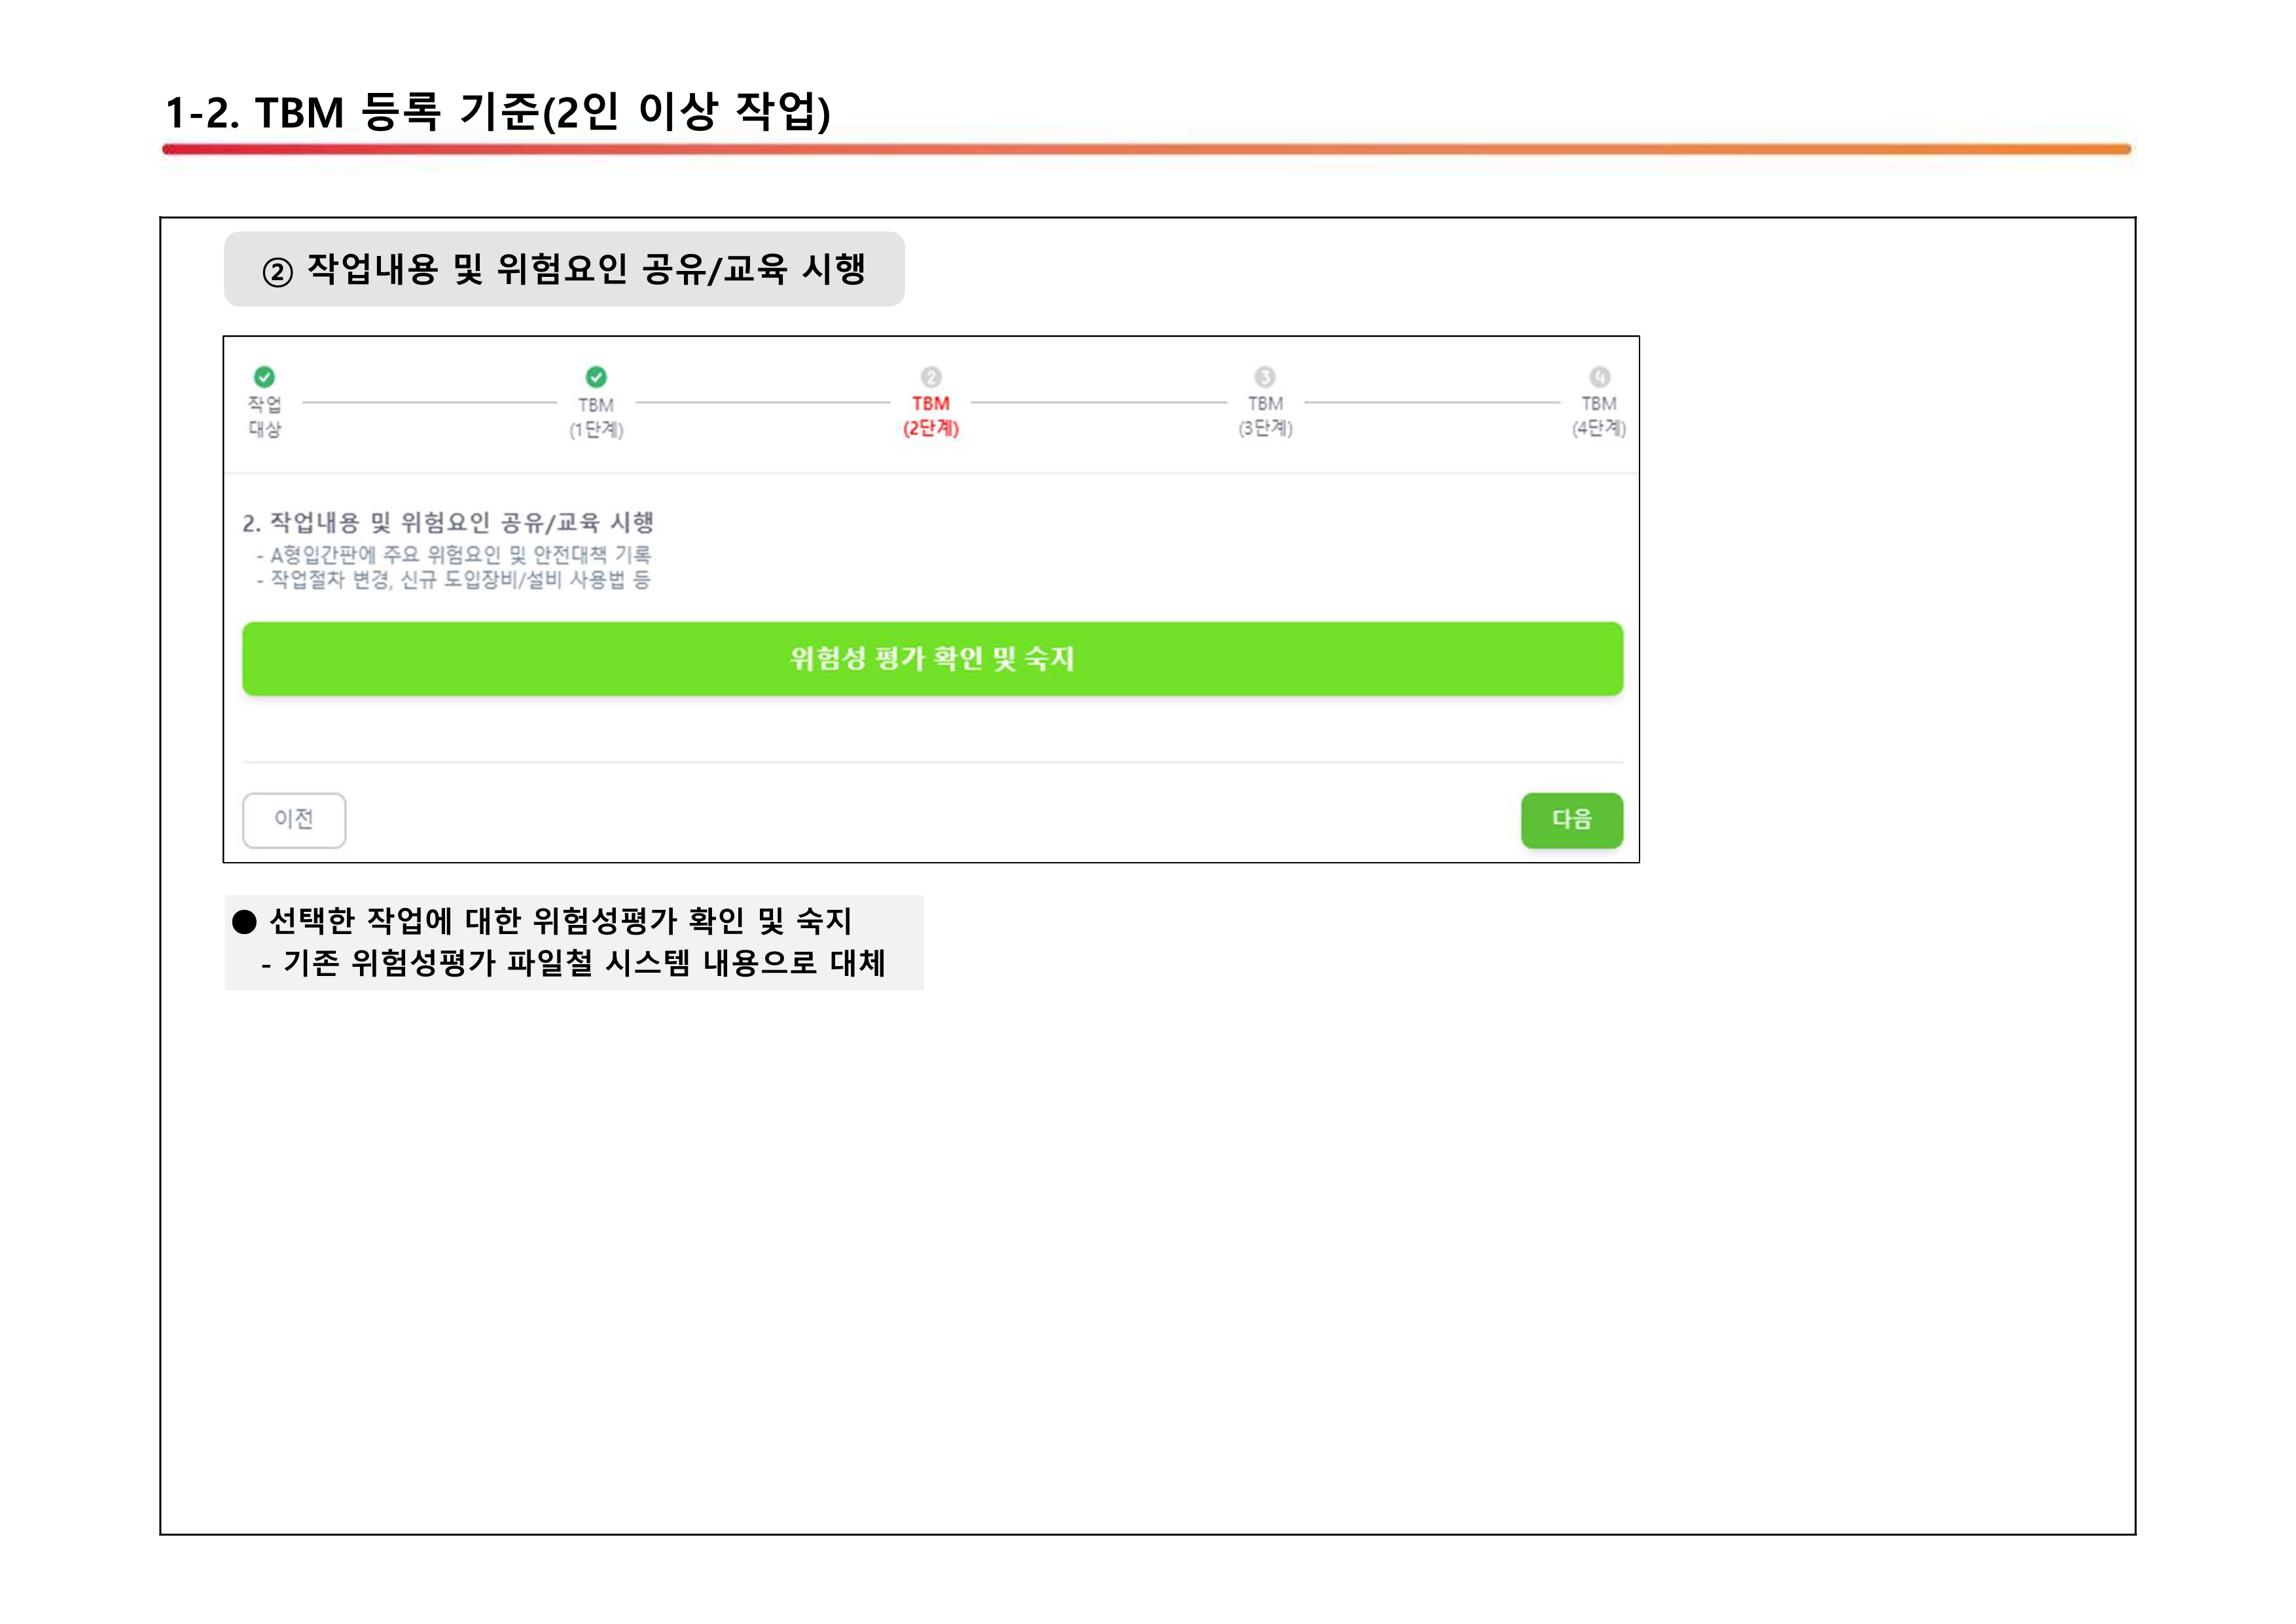 1-2. TBM 등록 기준(2인 이상 작업)
② 작업내용 및 위험요인 공유/교육 시행
2 3 4
작업 TBM TBM TBM TBM
대상 (1단계) (2단계) (3단계) (4단계)
2. 작업내용 및 위험요인 공유/교육 시행
- A형입간판에 주요 위험요인 및 안전대책 기록
- 작업절차 변경, 신규 도입장비/설비 사용법 등
위험성 평가 확인 및 숙지
이전 다음
● 선택한 작업에 대한 위험성평가 확인 및 숙지
- 기존 위험성평가 파일철 시스템 내용으로 대체